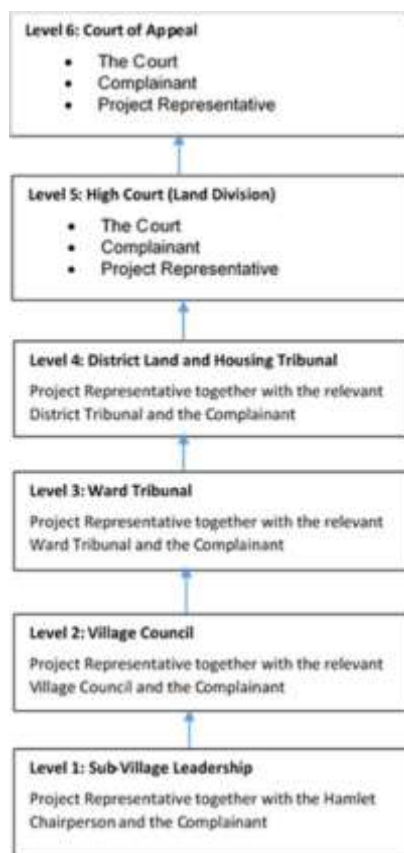 Level 6: Court of Appeal
• The Court
• Complainant
• Project Representative
Level 5: High Court (Land Division)
• The Court
• Complainant
• Project Representative
Level 4: District Land and Housing Tribunal
Project Representative together with the relevant
District Tribunal and the Complainant
Level 3: Ward Tribunal
Project Representative together with the relevant
Ward Tribunal and the Complainant
Level 2: Village Council
Project Representative together with the relevant
Village Council and the Complainant
Level 1: Sub-Village Leadership
Project Representative together with the Hamlet
Chairperson and the Complainant